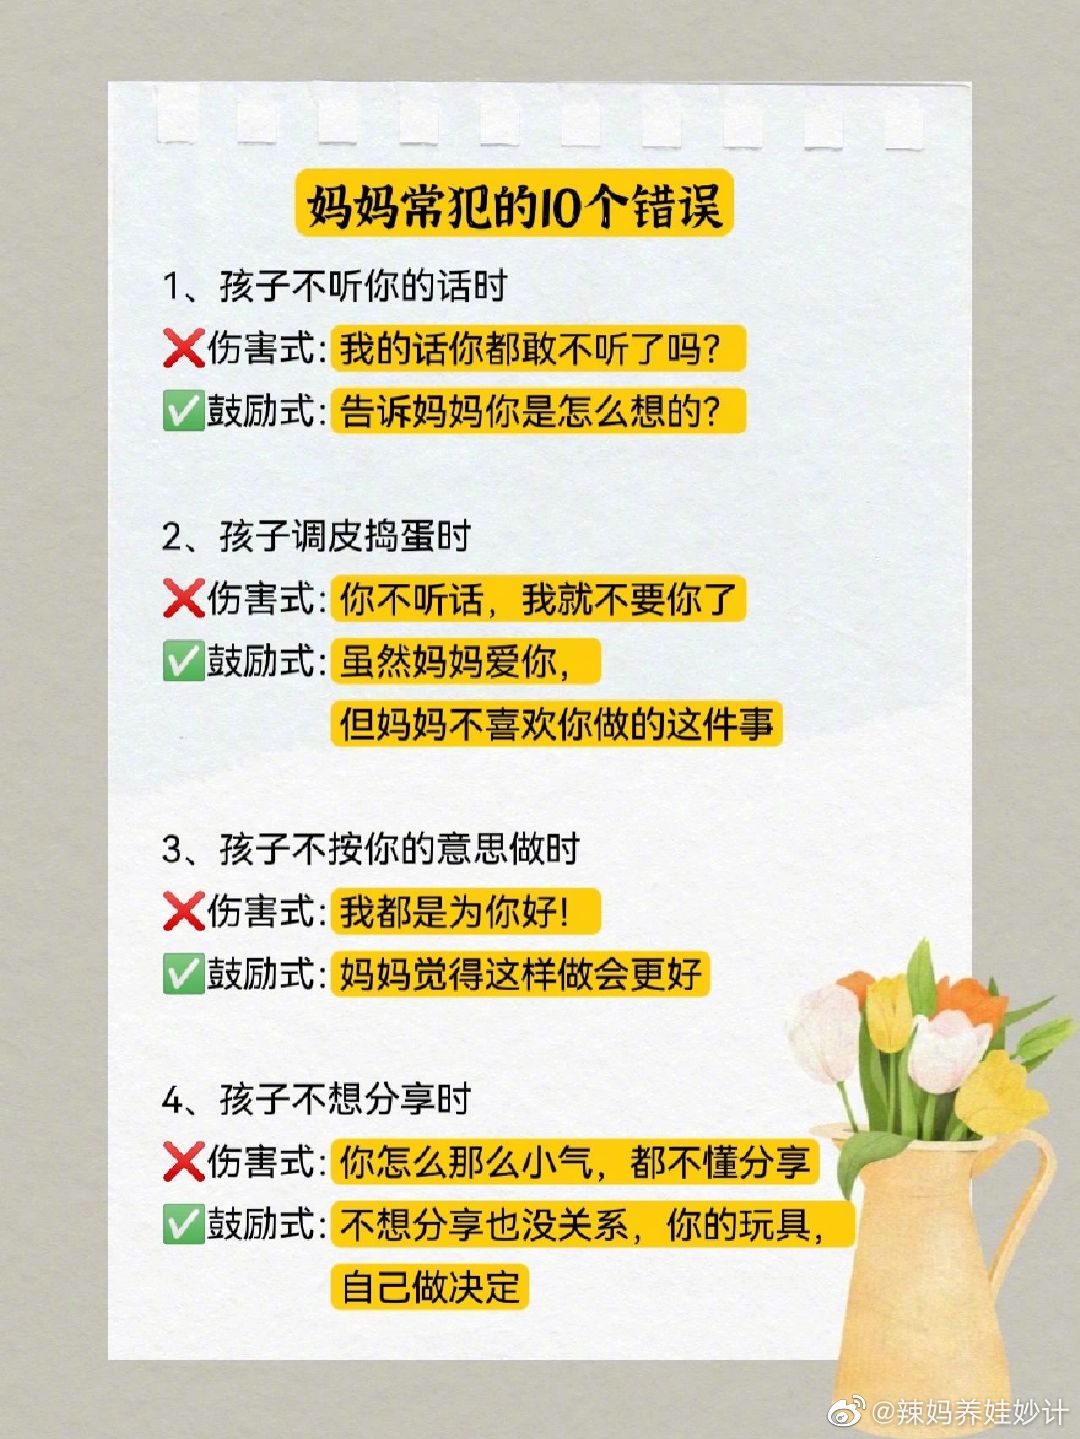 妈妈常犯的10个错误
1、孩子不听你的话时
❌伤害式:我的话你都敢不听了吗?
✅鼓励式:告诉妈妈你是怎么想的?
2、孩子调皮捣蛋时
❌伤害式:你不听话，我就不要你了
✅鼓励式:虽然妈妈爱你，
但妈妈不喜欢你做的这件事
3、孩子不按你的意思做时
❌伤害式:我都是为你好!
✅鼓励式:妈妈觉得这样做会更好
4、孩子不想分享时
❌伤害式:你怎么那么小气，都不懂分享
✅鼓励式:不想分享也没关系，你的玩具，
自己做决定
@辣妈养娃妙计